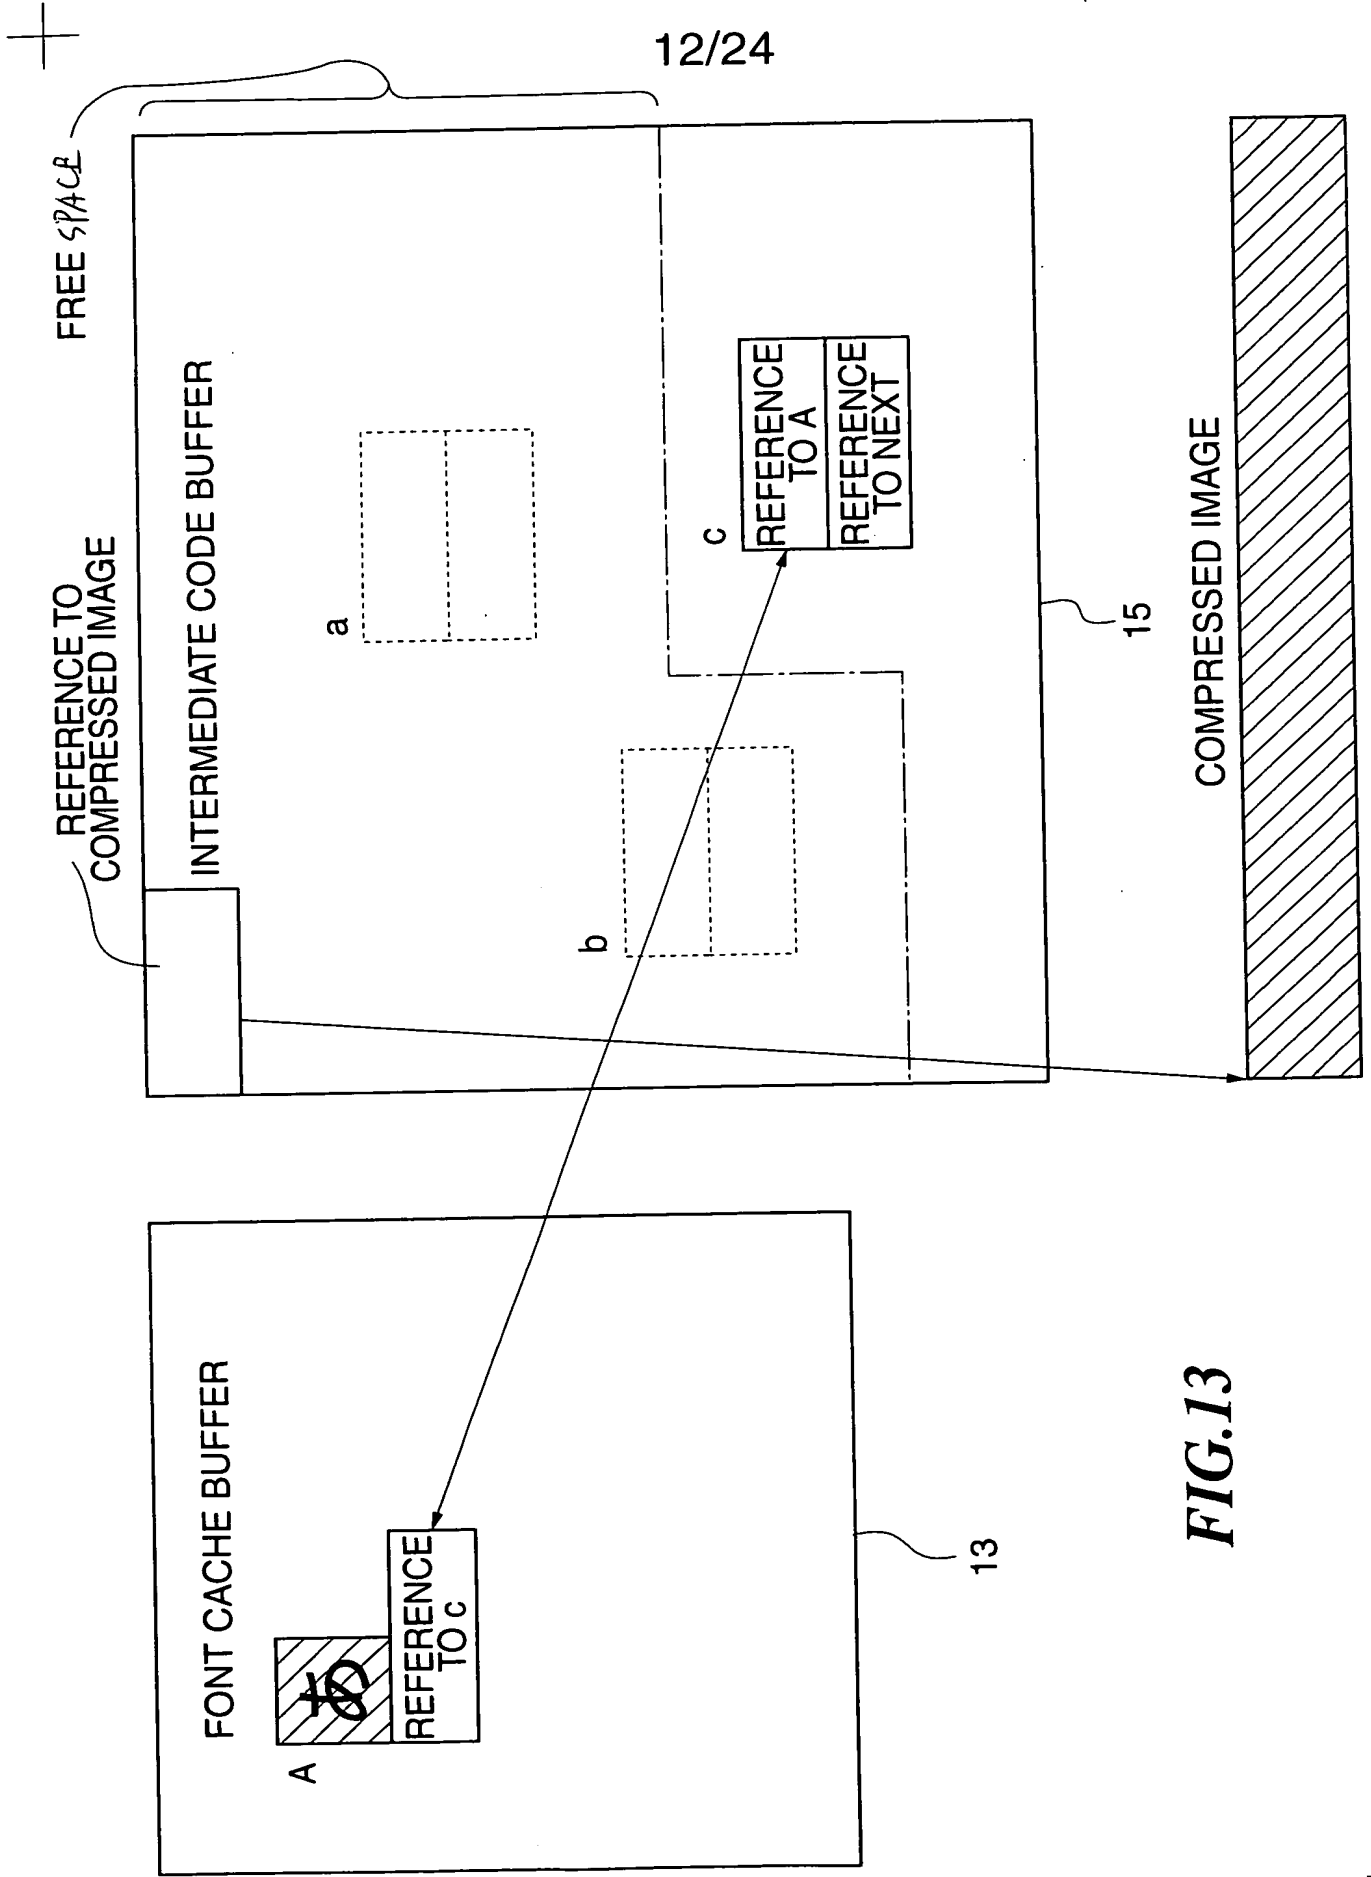 12/24
FREE SPACE
REFERENCE TO
COMPRESSED IMAGE
INTERMEDIATE CODE BUFFER
a
b
c
REFERENCE
TO A
REFERENCE
TO NEXT
15
COMPRESSED IMAGE
FONT CACHE BUFFER
A
あ
REFERENCE
TO c
13
FIG.13